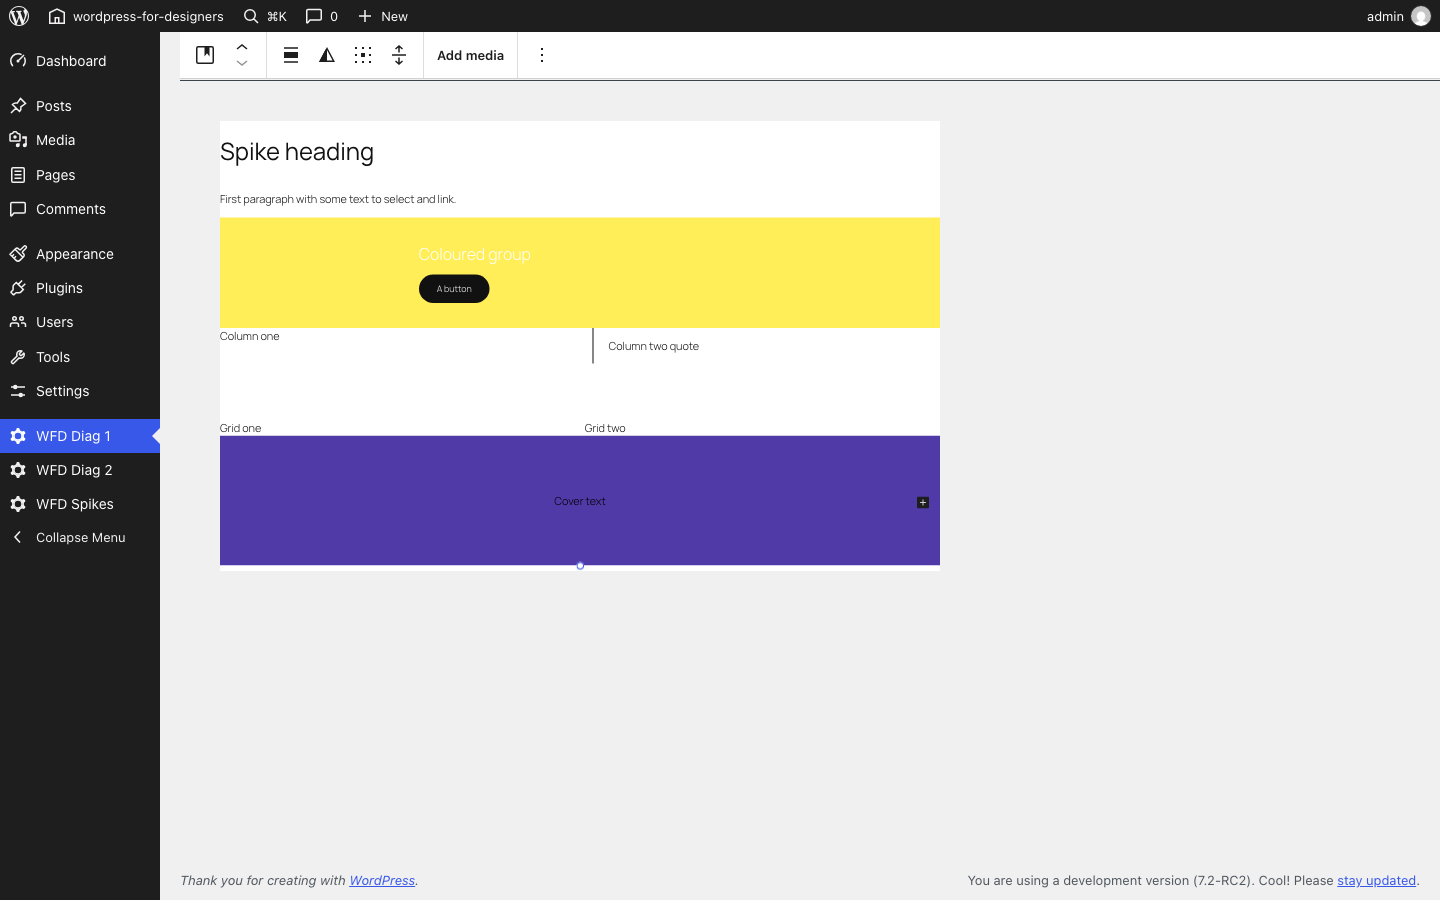 wordpress-for-designers
⌘K
0
New
admin
Dashboard
Posts
Media
Pages
Comments
Appearance
Plugins
Users
Tools
Settings
WFD Diag 1
WFD Diag 2
WFD Spikes
Collapse Menu
Add media
Spike heading
First paragraph with some text to select and link.
Coloured group
A button
Column one
Column two quote
Grid one
Grid two
Cover text
Thank you for creating with WordPress.
You are using a development version (7.2-RC2). Cool! Please stay updated.